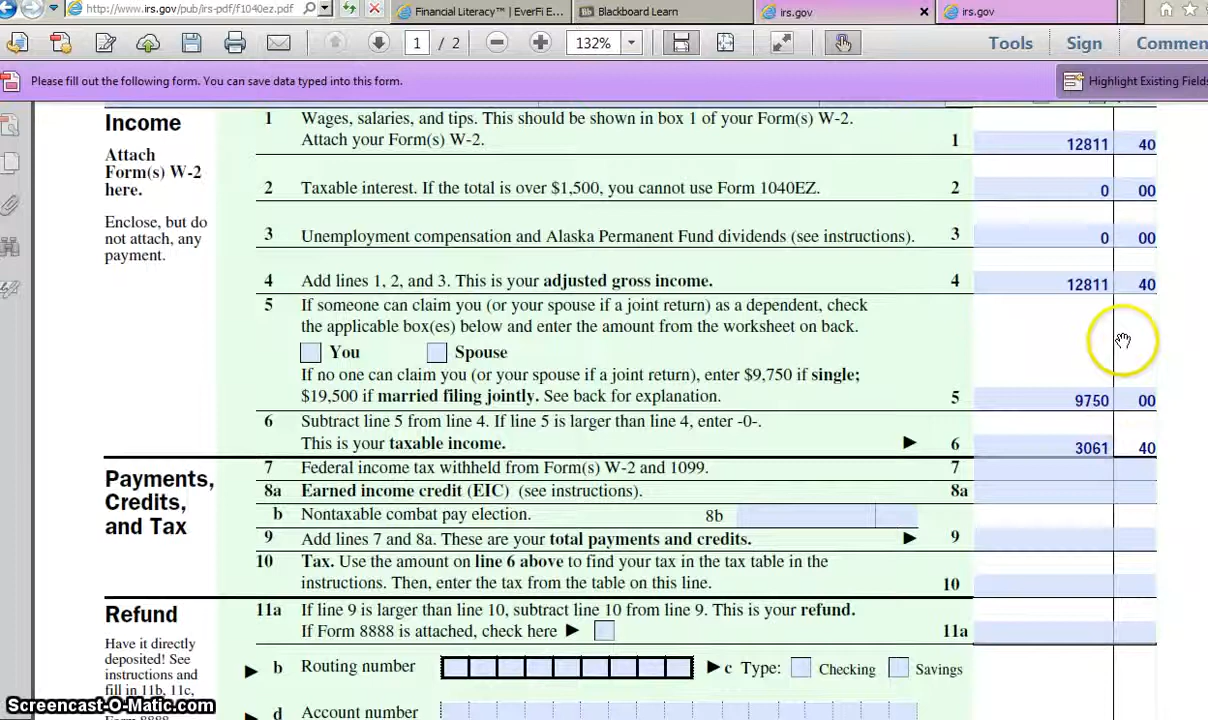 http://www.irs.gov/pub/irs-pdf/f1040ez.pdf
Financial Literacy™ | EverFi E...
Blackboard Learn
irs.gov
irs.gov
1 / 2
132%
Tools
Sign
Commen
Please fill out the following form. You can save data typed into this form.
Highlight Existing Fields
Income
Attach
Form(s) W-2
here.
Enclose, but do
not attach, any
payment.
1 Wages, salaries, and tips. This should be shown in box 1 of your Form(s) W-2.
Attach your Form(s) W-2. 1 12811 40
2 Taxable interest. If the total is over $1,500, you cannot use Form 1040EZ. 2 0 00
3 Unemployment compensation and Alaska Permanent Fund dividends (see instructions). 3 0 00
4 Add lines 1, 2, and 3. This is your adjusted gross income. 4 12811 40
5 If someone can claim you (or your spouse if a joint return) as a dependent, check
the applicable box(es) below and enter the amount from the worksheet on back.
You Spouse
If no one can claim you (or your spouse if a joint return), enter $9,750 if single;
$19,500 if married filing jointly. See back for explanation. 5 9750 00
6 Subtract line 5 from line 4. If line 5 is larger than line 4, enter -0-.
This is your taxable income. ▶ 6 3061 40
Payments,
Credits,
and Tax
7 Federal income tax withheld from Form(s) W-2 and 1099. 7
8a Earned income credit (EIC) (see instructions). 8a
b Nontaxable combat pay election. 8b
9 Add lines 7 and 8a. These are your total payments and credits. ▶ 9
10 Tax. Use the amount on line 6 above to find your tax in the tax table in the
instructions. Then, enter the tax from the table on this line. 10
Refund
Have it directly
deposited! See
instructions and
fill in 11b, 11c,
11a If line 9 is larger than line 10, subtract line 10 from line 9. This is your refund.
If Form 8888 is attached, check here ▶ 11a
▶ b Routing number ▶ c Type: Checking Savings
▶ d Account number
Screencast-O-Matic.com